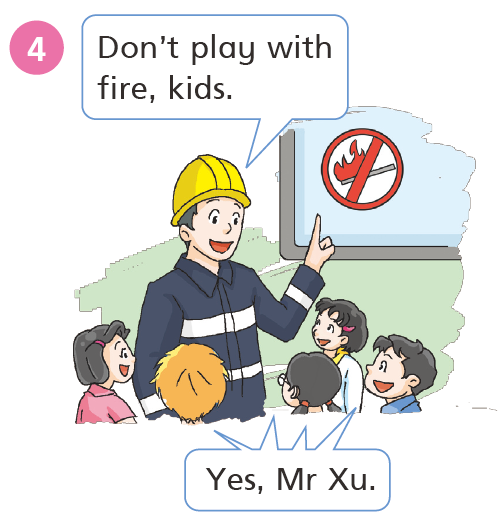 4
Don't play with
fire, kids.
Yes, Mr Xu.